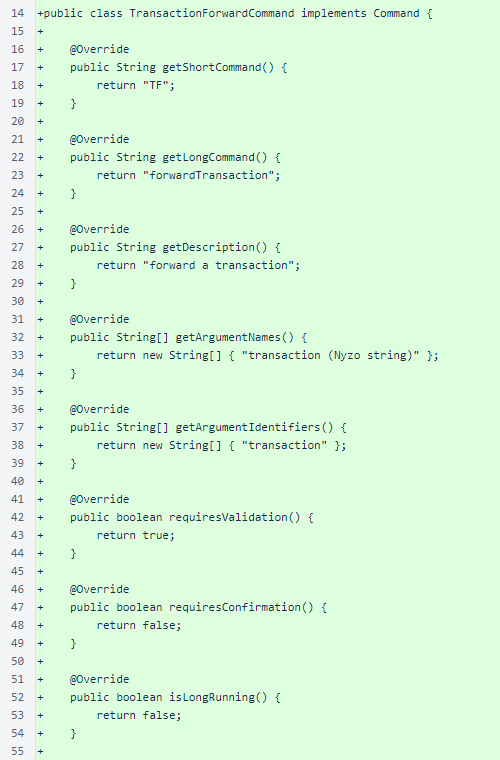 14 +public class TransactionForwardCommand implements Command {
15 +
16 +    @Override
17 +    public String getShortCommand() {
18 +        return "TF";
19 +    }
20 +
21 +    @Override
22 +    public String getLongCommand() {
23 +        return "forwardTransaction";
24 +    }
25 +
26 +    @Override
27 +    public String getDescription() {
28 +        return "forward a transaction";
29 +    }
30 +
31 +    @Override
32 +    public String[] getArgumentNames() {
33 +        return new String[] { "transaction (Nyzo string)" };
34 +    }
35 +
36 +    @Override
37 +    public String[] getArgumentIdentifiers() {
38 +        return new String[] { "transaction" };
39 +    }
40 +
41 +    @Override
42 +    public boolean requiresValidation() {
43 +        return true;
44 +    }
45 +
46 +    @Override
47 +    public boolean requiresConfirmation() {
48 +        return false;
49 +    }
50 +
51 +    @Override
52 +    public boolean isLongRunning() {
53 +        return false;
54 +    }
55 +